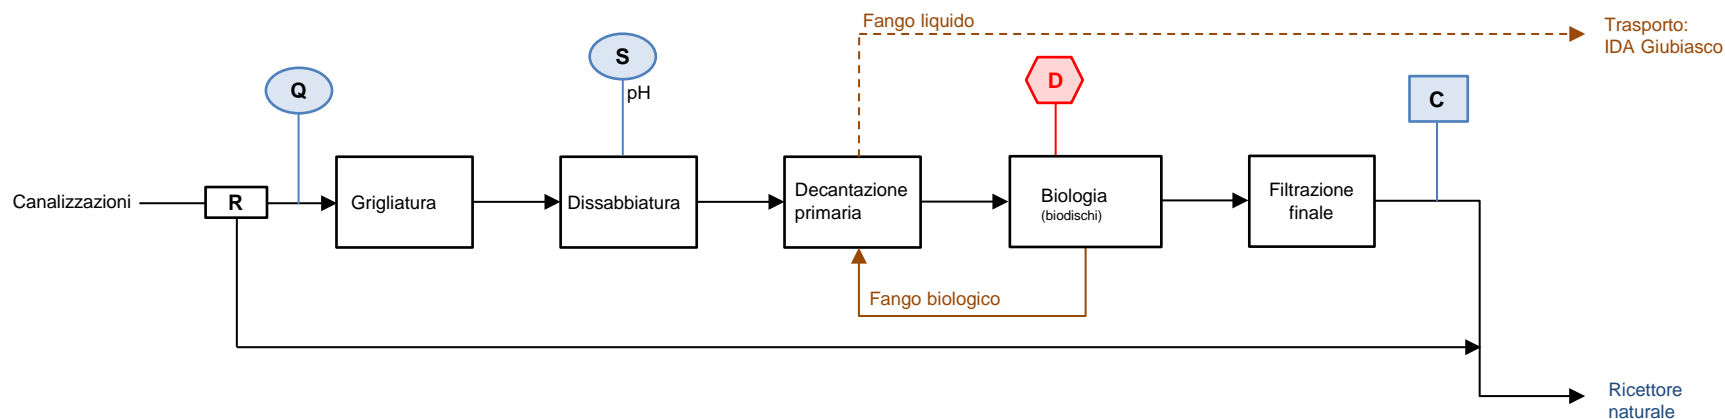 Fango liquido
Trasporto:
IDA Giubiasco
S
pH
D
Q
C
Canalizzazioni
R
Grigliatura
Dissabbiatura
Decantazione
primaria
Biologia
(biodischi)
Filtrazione
finale
Fango biologico
Ricettore
naturale